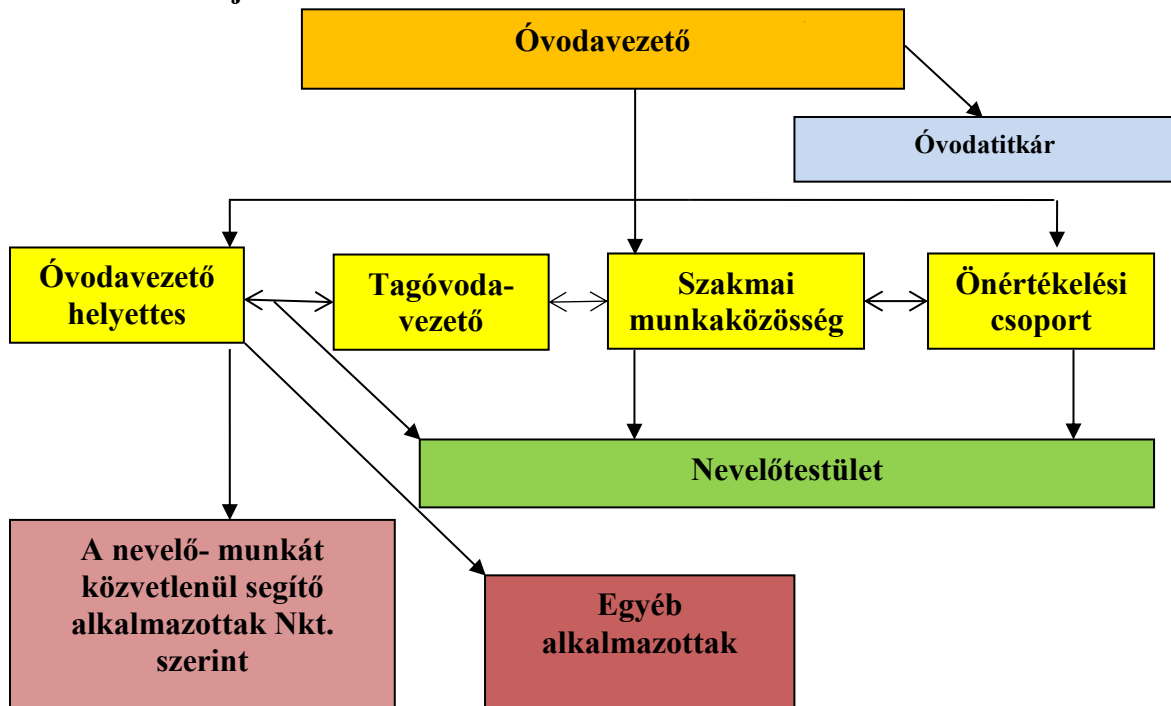 Óvodavezető
Óvodatitkár
Óvodavezető
helyettes
Tagóvoda-
vezető
Szakmai
munkaközösség
Önértékelési
csoport
Nevelőtestület
A nevelő- munkát
közvetlenül segítő
alkalmazottak Nkt.
szerint
Egyéb
alkalmazottak